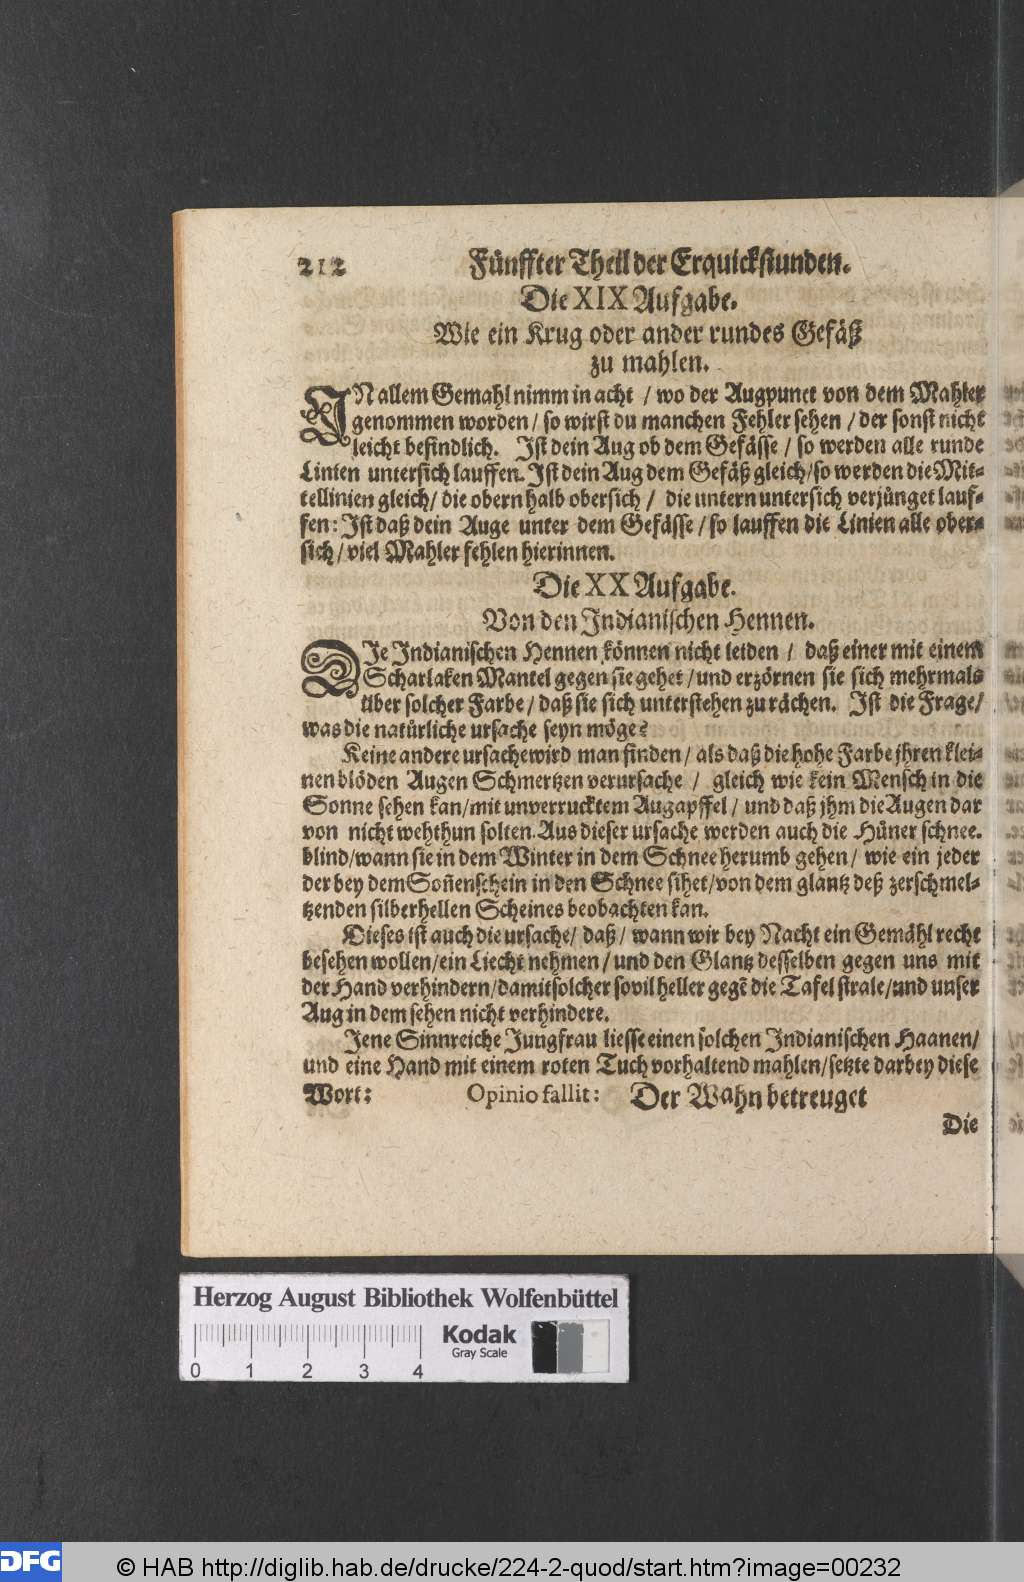 212 Fünffter Theil der Erquickstunden.
Die XIX Aufgabe.
Wie ein Krug oder ander rundes Gefäß
zu mahlen.
IN allem Gemahl nimm in acht / wo der Augpunct von dem Mahler
genommen worden / so wirst du manchen Fehler sehen / der sonst nicht
leicht befindlich. Ist dein Aug ob dem Gefässe / so werden alle runde
Linien untersich lauffen. Ist dein Aug dem Gefäß gleich / so werden die Mit-
tellinien gleich / die obern halb obersich / die untern untersich verjünget lauf-
fen: Ist daß dein Auge unter dem Gefässe / so lauffen die Linien alle ober-
sich / viel Mahler fehlen hierinnen.
Die XX Aufgabe.
Von den Indianischen Hennen.
DIe Indianischen Hennen können nicht leiden / daß einer mit einem
Scharlaken Mantel gegen sie gehet / und erzörnen sie sich mehrmals
über solcher Farbe / daß sie sich unterstehen zu rächen. Ist die Frage /
was die natürliche ursache seyn möge?
Keine andere ursache wird man finden / als daß die hohe Farbe jhren klei-
nen blöden Augen Schmertzen verursache / gleich wie kein Mensch in die
Sonne sehen kan / mit unverrucktem Augapffel / und daß jhm die Augen dar
von nicht wehthun solten. Aus dieser ursache werden auch die Hüner schnee.
blind / wann sie in dem Winter in dem Schnee herumb gehen / wie ein jeder
der bey dem Soñenschein in den Schnee sihet / von dem glantz deß zerschmel-
tzenden silberhellen Scheines beobachten kan.
Dieses ist auch die ursache / daß / wann wir bey Nacht ein Gemähl recht
besehen wollen / ein Liecht nehmen / und den Glantz desselben gegen uns mit
der Hand verhindern / damit solcher sovil heller gegē die Tafel strale / und unser
Aug in dem sehen nicht verhindere.
Jene Sinnreiche Jungfrau liesse einen solchen Indianischen Haanen /
und eine Hand mit einem roten Tuch vorhaltend mahlen / setzte darbey diese
Wort: Opinio fallit: Der Wahn betreuget
Die
Herzog August Bibliothek Wolfenbüttel
Kodak
Gray Scale
0 1 2 3 4
DFG © HAB http://diglib.hab.de/drucke/224-2-quod/start.htm?image=00232